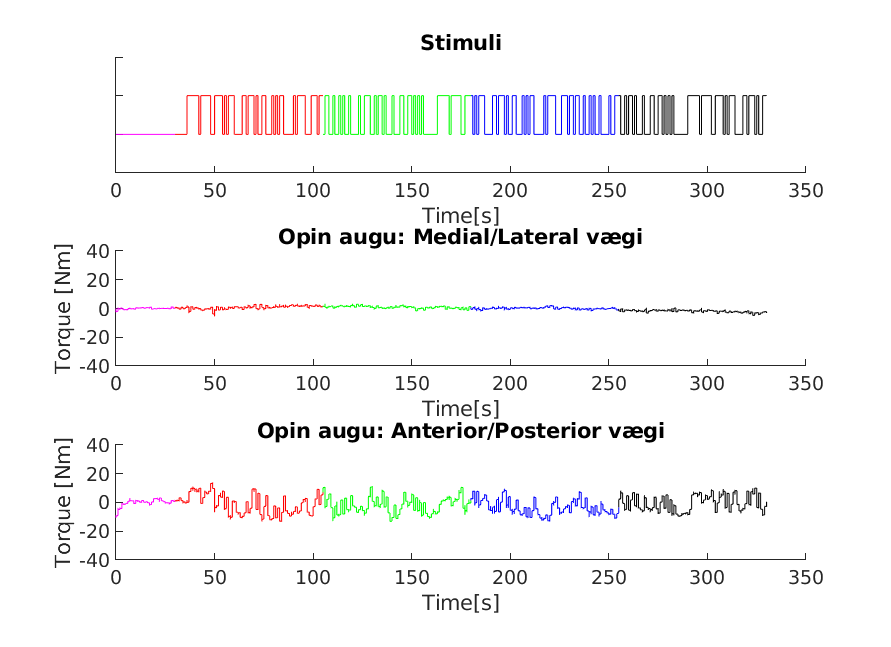 Stimuli
0 50 100 150 200 250 300 350
Time[s]
Opin augu: Medial/Lateral vægi
Torque [Nm]
40
20
0
-20
-40
0 50 100 150 200 250 300 350
Time[s]
Opin augu: Anterior/Posterior vægi
Torque [Nm]
40
20
0
-20
-40
0 50 100 150 200 250 300 350
Time[s]